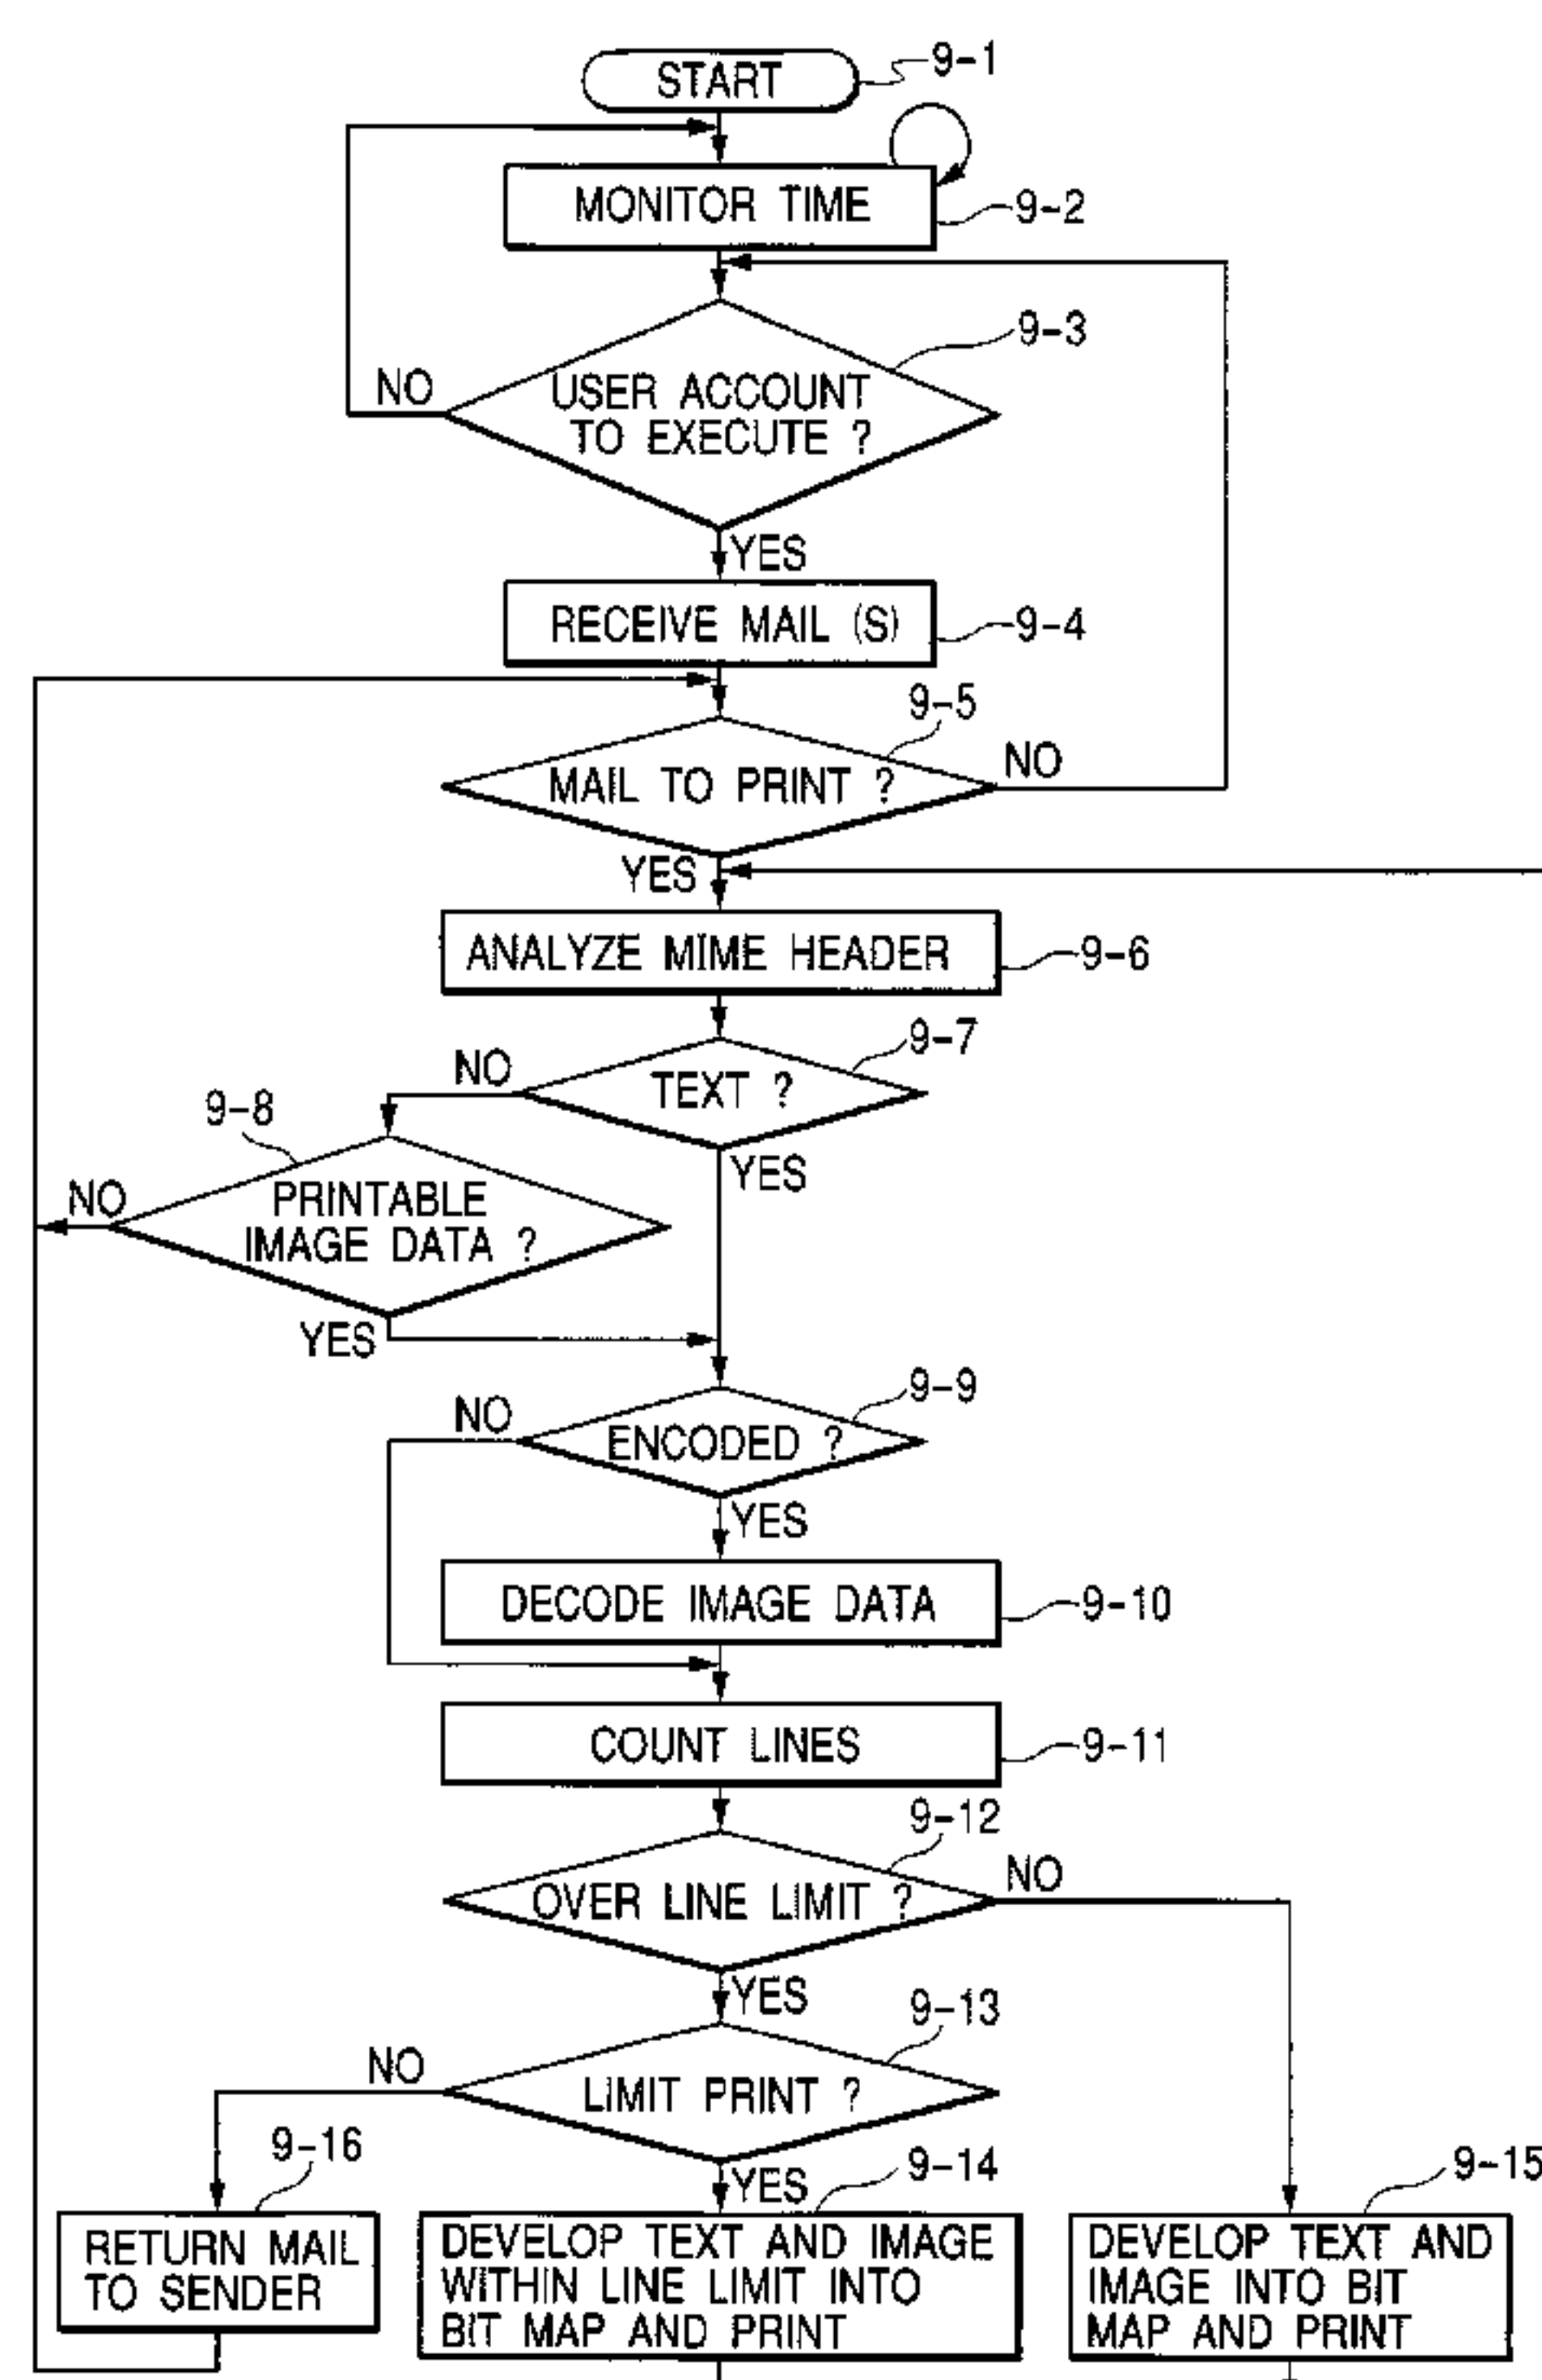 START
9-1
MONITOR TIME
9-2
9-3
NO
USER ACCOUNT
TO EXECUTE ?
YES
RECEIVE MAIL (S)
9-4
9-5
MAIL TO PRINT ?
NO
YES
ANALYZE MIME HEADER
9-6
9-7
NO
TEXT ?
9-8
YES
NO
PRINTABLE
IMAGE DATA ?
YES
9-9
NO
ENCODED ?
YES
DECODE IMAGE DATA
9-10
COUNT LINES
9-11
9-12
OVER LINE LIMIT ?
NO
YES
9-13
NO
LIMIT PRINT ?
9-16
YES
9-14
9-15
RETURN MAIL
TO SENDER
DEVELOP TEXT AND IMAGE
WITHIN LINE LIMIT INTO
BIT MAP AND PRINT
DEVELOP TEXT AND
IMAGE INTO BIT
MAP AND PRINT